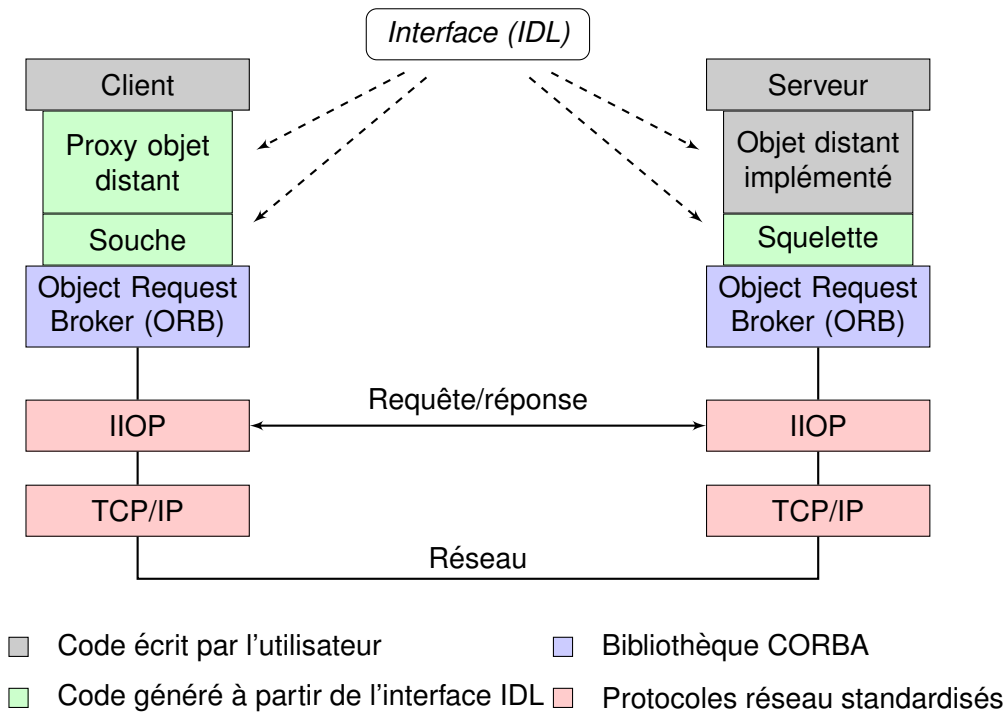 Interface (IDL)
Client
Serveur
Proxy objet
distant
Objet distant
implémenté
Souche
Squelette
Object Request
Broker (ORB)
Object Request
Broker (ORB)
Requête/réponse
IIOP
IIOP
TCP/IP
TCP/IP
Réseau
Code écrit par l'utilisateur
Bibliothèque CORBA
Code généré à partir de l'interface IDL
Protocoles réseau standardisés